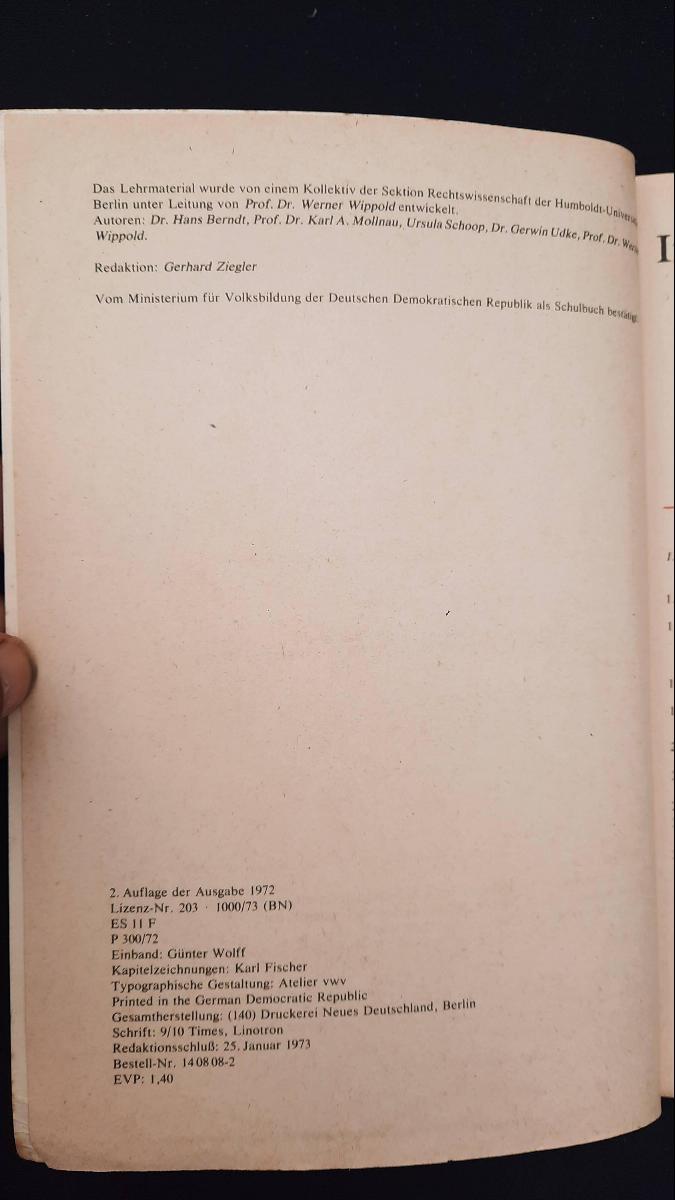 Das Lehrmaterial wurde von einem Kollektiv der Sektion Rechtswissenschaft der Humboldt-Univers
Berlin unter Leitung von Prof. Dr. Werner Wippold entwickelt.
Autoren: Dr. Hans Berndt, Prof. Dr. Karl A. Mollnau, Ursula Schoop, Dr. Gerwin Udke, Prof. Dr. Wern
Wippold.
Redaktion: Gerhard Ziegler
Vom Ministerium für Volksbildung der Deutschen Demokratischen Republik als Schulbuch bestätigt.
2. Auflage der Ausgabe 1972
Lizenz-Nr. 203 · 1000/73 (BN)
ES 11 F
P 300/72
Einband: Günter Wolff
Kapitelzeichnungen: Karl Fischer
Typographische Gestaltung: Atelier vwv
Printed in the German Democratic Republic
Gesamtherstellung: (140) Druckerei Neues Deutschland, Berlin
Schrift: 9/10 Times, Linotron
Redaktionsschluß: 25. Januar 1973
Bestell-Nr. 14 08 08-2
EVP: 1,40